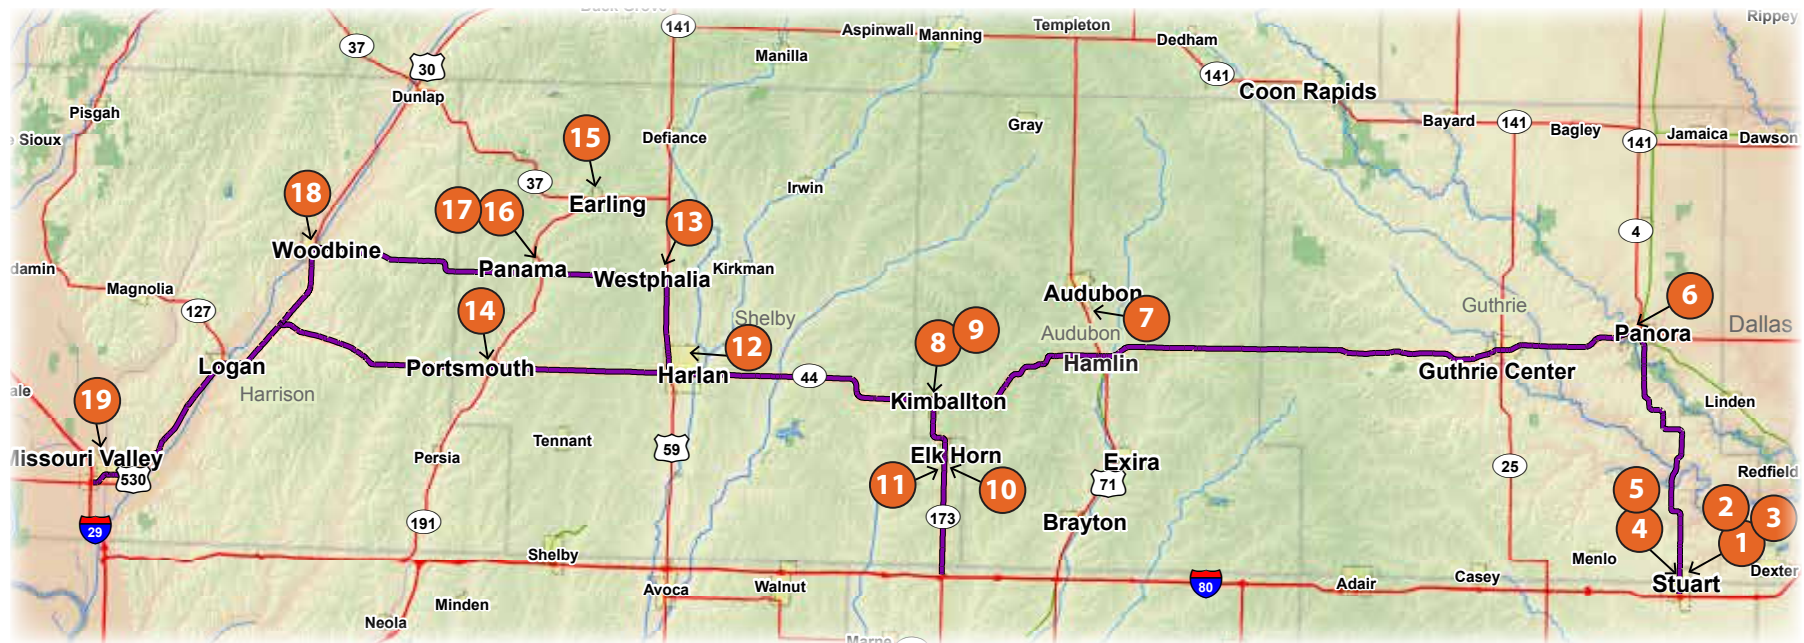 Buck Grove
141
Aspinwall
Manning
Templeton
Dedham
Rippey
37
30
Manilla
141
Coon Rapids
Dunlap
Pisgah
Sioux
Defiance
Gray
Bayard
141
Bagley
141
Jamaica
Dawson
15
37
Earling
Irwin
18
17
16
13
4
Woodbine
Panama
Westphalia
Kirkman
damin
Magnolia
127
14
Shelby
Audubon
7
Audubon
Guthrie
6
Panora
Dallas
8
9
12
Logan
Portsmouth
Harlan
44
Hamlin
Guthrie Center
Harrison
Kimballton
ale
19
Linden
Missouri Valley
530
Persia
Tennant
59
Elk Horn
11
10
Exira
71
25
Redfield
5
2
3
4
1
29
191
173
Brayton
Shelby
Menlo
Dexter
Avoca
Walnut
80
Adair
Casey
Stuart
Minden
Neola
Marne